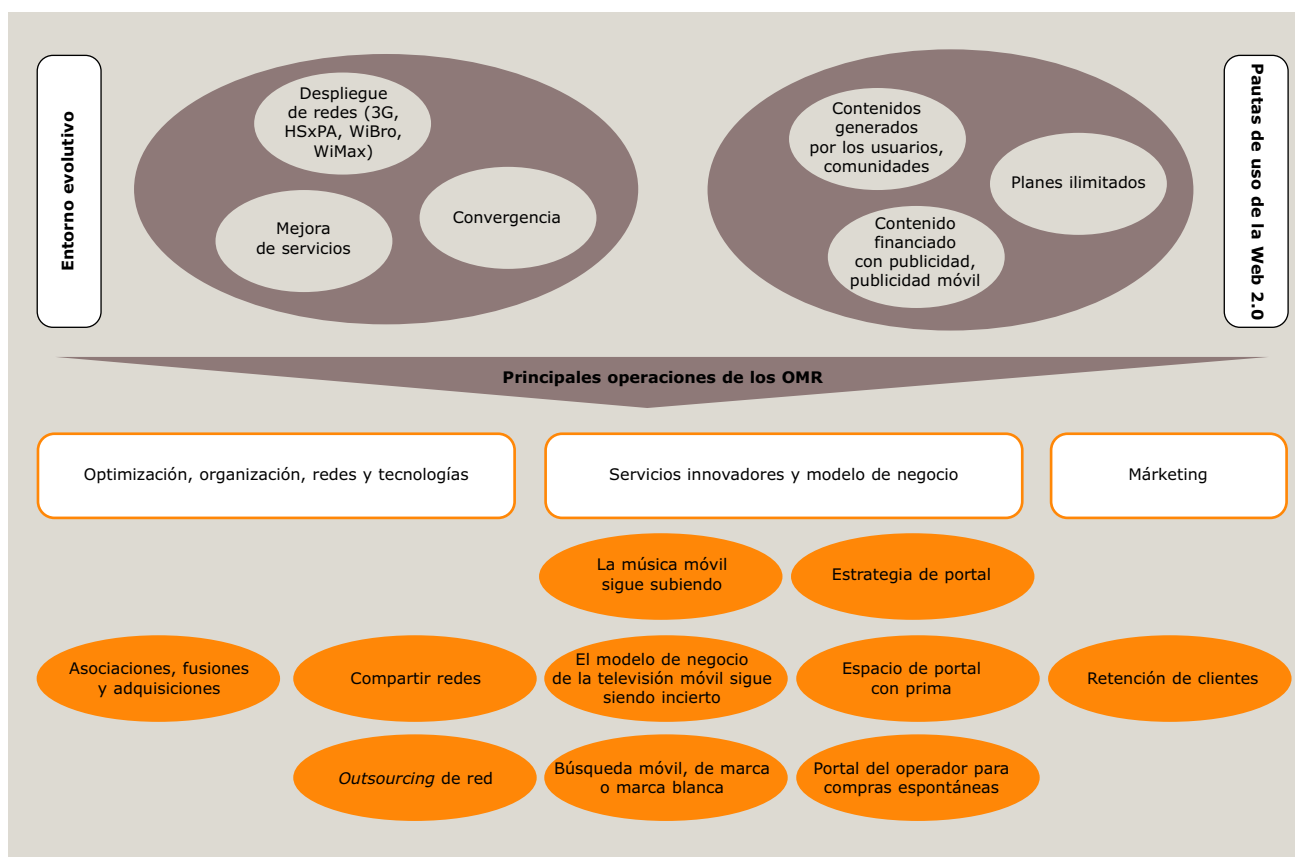 Entorno evolutivo
Despliegue
de redes (3G,
HSxPA, WiBro,
WiMax)
Mejora
de servicios
Convergencia
Contenidos
generados
por los usuarios,
comunidades
Planes ilimitados
Contenido
financiado
con publicidad,
publicidad móvil
Pautas de uso de la Web 2.0
Principales operaciones de los OMR
Optimización, organización, redes y tecnologías
Servicios innovadores y modelo de negocio
Márketing
La música móvil
sigue subiendo
Estrategia de portal
Asociaciones, fusiones
y adquisiciones
Compartir redes
El modelo de negocio
de la televisión móvil sigue
siendo incierto
Espacio de portal
con prima
Retención de clientes
Outsourcing de red
Búsqueda móvil, de marca
o marca blanca
Portal del operador para
compras espontáneas